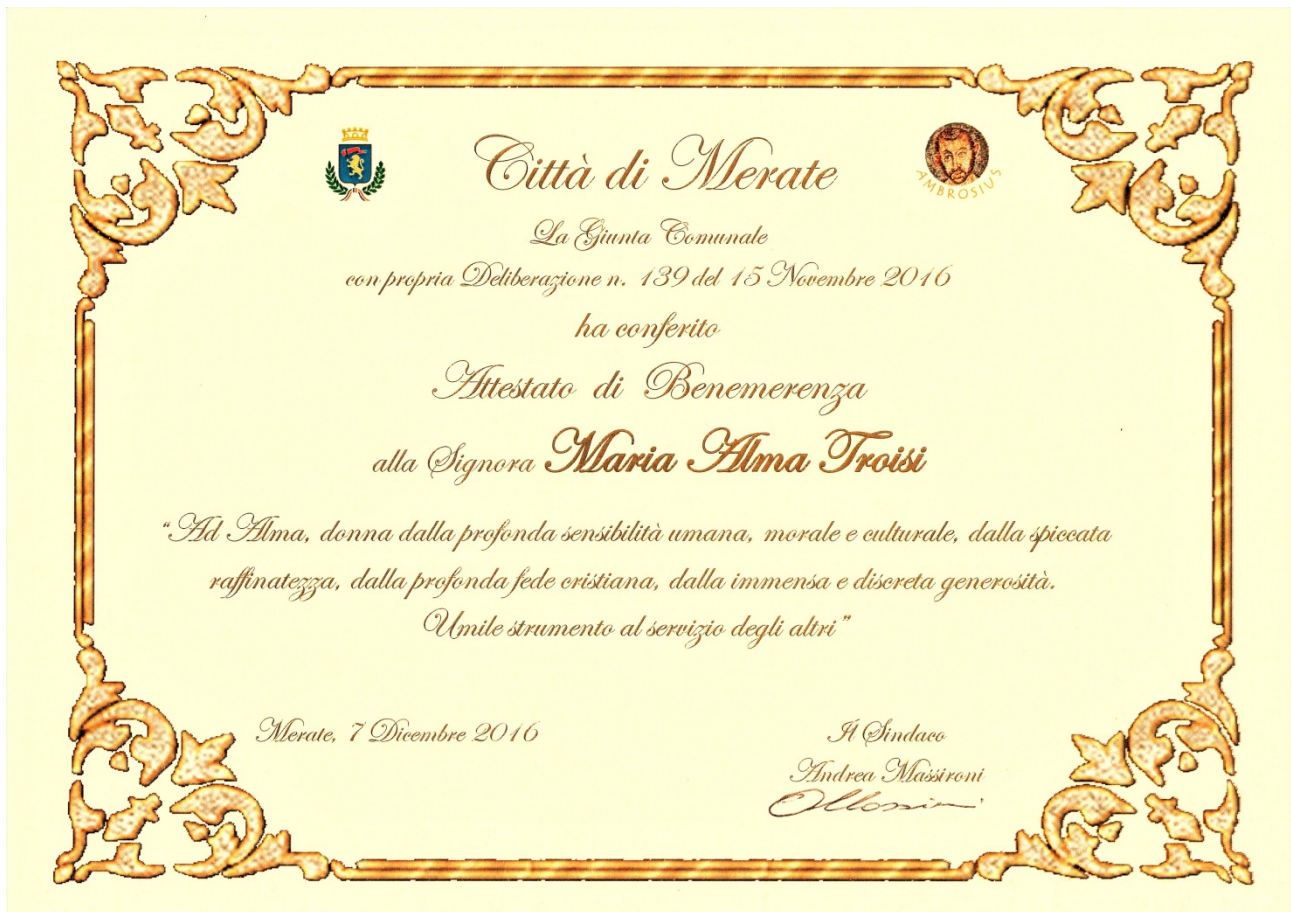 Città di Merate
AMBROSIUS
La Giunta Comunale
con propria Deliberazione n. 139 del 15 Novembre 2016
ha conferito
Attestato di Benemerenza
alla Signora Maria Alma Troisi
"Ad Alma, donna dalla profonda sensibilità umana, morale e culturale, dalla spiccata
raffinatezza, dalla profonda fede cristiana, dalla immensa e discreta generosità.
Umile strumento al servizio degli altri"
Merate, 7 Dicembre 2016
Il Sindaco
Andrea Massironi